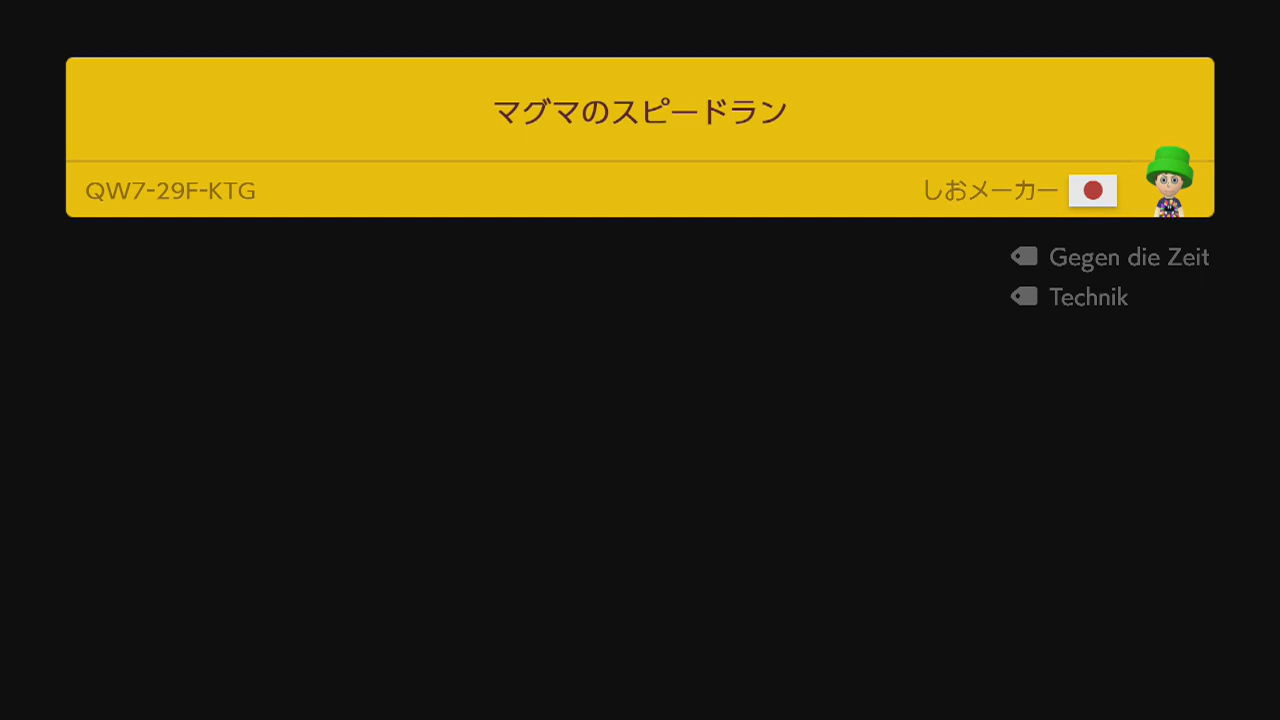 マグマのスピードラン
QW7-29F-KTG
しおメーカー
Gegen die Zeit
Technik